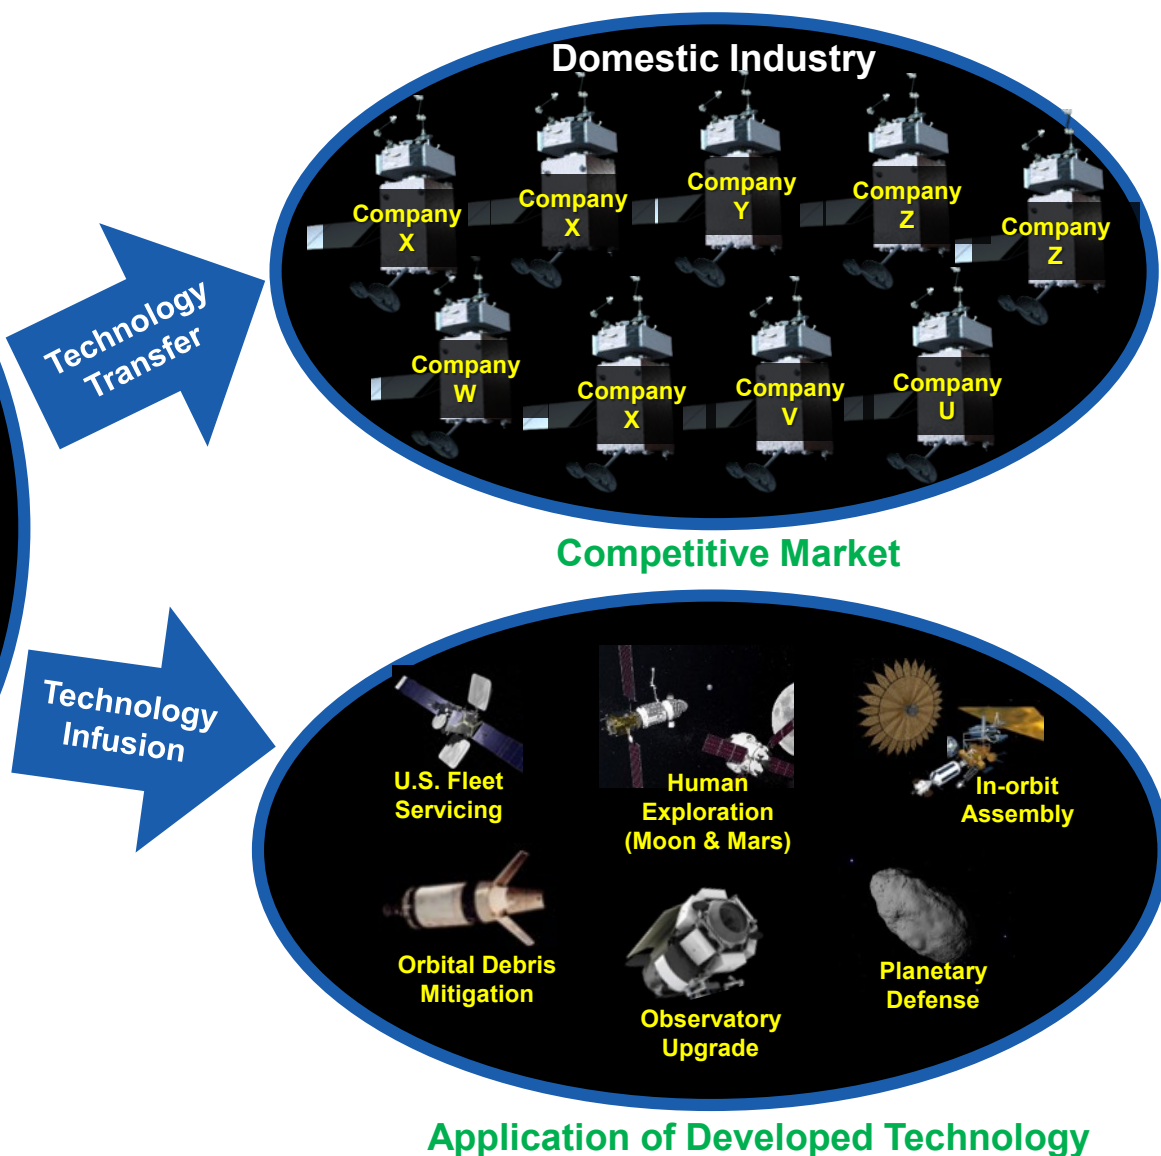 Domestic Industry
Company
X
Company
X
Company
Y
Company
Z
Company
Z
Company
W
Company
X
Company
V
Company
U
Technology
Transfer
Competitive Market
Technology
Infusion
U.S. Fleet
Servicing
Human
Exploration
(Moon & Mars)
In-orbit
Assembly
Orbital Debris
Mitigation
Observatory
Upgrade
Planetary
Defense
Application of Developed Technology